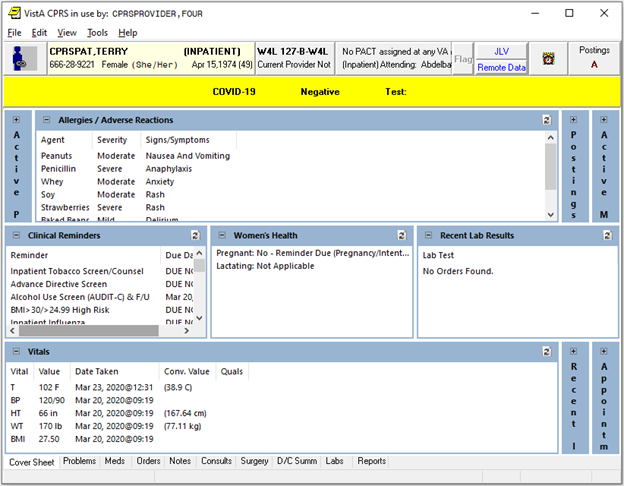 VistA CPRS in use by: CPRSPROVIDER,FOUR
File Edit View Tools Help
CPRSPAT,TERRY (INPATIENT) W4L 127-B-W4L No PACT assigned at any VA Flag JLV Postings
666-28-9221 Female (She/Her) Apr 15,1974 (49) Current Provider Not (Inpatient) Attending: Abdelba Remote Data A
COVID-19 Negative Test:
Active P
Allergies / Adverse Reactions
Agent Severity Signs/Symptoms
Peanuts Moderate Nausea And Vomiting
Penicillin Severe Anaphylaxis
Whey Moderate Anxiety
Soy Moderate Rash
Strawberries Severe Rash
Baked Beans Mild Delirium
Postings
Active M
Clinical Reminders
Reminder Due Da
Inpatient Tobacco Screen/Counsel DUE NO
Advance Directive Screen DUE NO
Alcohol Use Screen (AUDIT-C) & F/U Mar 20,
BMI>30/>24.99 High Risk DUE NO
Inpatient Influenza DUE NO
Women's Health
Pregnant: No - Reminder Due (Pregnancy/Intent...
Lactating: Not Applicable
Recent Lab Results
Lab Test
No Orders Found.
Vitals
Vital Value Date Taken Conv. Value Quals
T 102 F Mar 23, 2020@12:31 (38.9 C)
BP 120/90 Mar 20, 2020@09:19
HT 66 in Mar 20, 2020@09:19 (167.64 cm)
WT 170 lb Mar 20, 2020@09:19 (77.11 kg)
BMI 27.50 Mar 20, 2020@09:19
Recent I
Appointm
Cover Sheet Problems Meds Orders Notes Consults Surgery D/C Summ Labs Reports